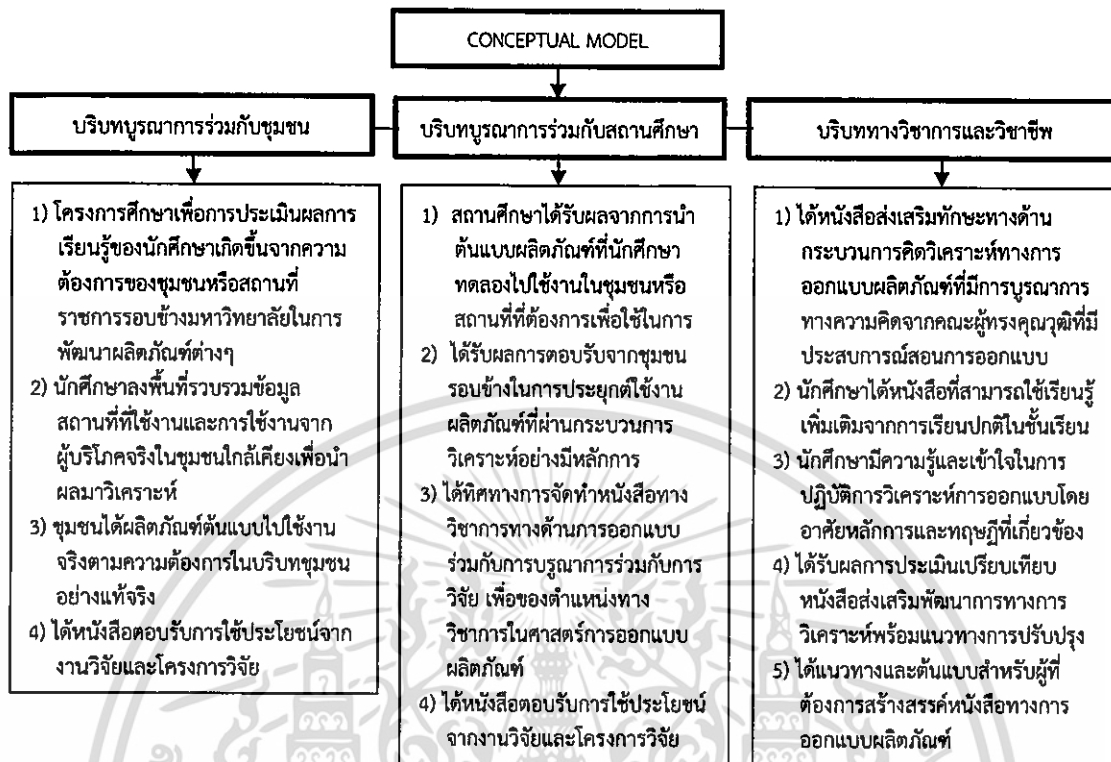 CONCEPTUAL MODEL
บริบทบูรณาการร่วมกับชุมชน
บริบทบูรณาการร่วมกับสถานศึกษา
บริบททางวิชาการและวิชาชีพ
1) โครงการศึกษาเพื่อการประเมินผลการ
เรียนรู้ของนักศึกษาเกิดขึ้นจากความ
ต้องการของชุมชนหรือสถานที่
ราชการรอบข้างมหาวิทยาลัยในการ
พัฒนาผลิตภัณฑ์ต่างๆ
2) นักศึกษาลงพื้นที่รวบรวมข้อมูล
สถานที่ที่ใช้งานและการใช้งานจาก
ผู้บริโภคจริงในชุมชนใกล้เคียงเพื่อนำ
ผลมาวิเคราะห์
3) ชุมชนได้ผลิตภัณฑ์ต้นแบบไปใช้งาน
จริงตามความต้องการในบริบทชุมชน
อย่างแท้จริง
4) ได้หนังสือตอบรับการใช้ประโยชน์จาก
งานวิจัยและโครงการวิจัย
1) สถานศึกษาได้รับผลจากการนำ
ต้นแบบผลิตภัณฑ์ที่นักศึกษา
ทดลองไปใช้งานในชุมชนหรือ
สถานที่ที่ต้องการเพื่อใช้ในการ
2) ได้รับผลการตอบรับจากชุมชน
รอบข้างในการประยุกต์ใช้งาน
ผลิตภัณฑ์ที่ผ่านกระบวนการ
วิเคราะห์อย่างมีหลักการ
3) ได้ทิศทางการจัดทำหนังสือทาง
วิชาการทางด้านการออกแบบ
ร่วมกับการบรูณาการร่วมกับการ
วิจัย เพื่อของตำแหน่งทาง
วิชาการในศาสตร์การออกแบบ
ผลิตภัณฑ์
4) ได้หนังสือตอบรับการใช้ประโยชน์
จากงานวิจัยและโครงการวิจัย
1) ได้หนังสือส่งเสริมทักษะทางด้าน
กระบวนการคิดวิเคราะห์ทางการ
ออกแบบผลิตภัณฑ์ที่มีการบูรณาการ
ทางความคิดจากคณะผู้ทรงคุณวุฒิที่มี
ประสบการณ์สอนการออกแบบ
2) นักศึกษาได้หนังสือที่สามารถใช้เรียนรู้
เพิ่มเติมจากการเรียนปกติในชั้นเรียน
3) นักศึกษามีความรู้และเข้าใจในการ
ปฏิบัติการวิเคราะห์การออกแบบโดย
อาศัยหลักการและทฤษฎีที่เกี่ยวข้อง
4) ได้รับผลการประเมินเปรียบเทียบ
หนังสือส่งเสริมพัฒนาการทางการ
วิเคราะห์พร้อมแนวทางการปรับปรุง
5) ได้แนวทางและต้นแบบสำหรับผู้ที่
ต้องการสร้างสรรค์หนังสือทางการ
ออกแบบผลิตภัณฑ์